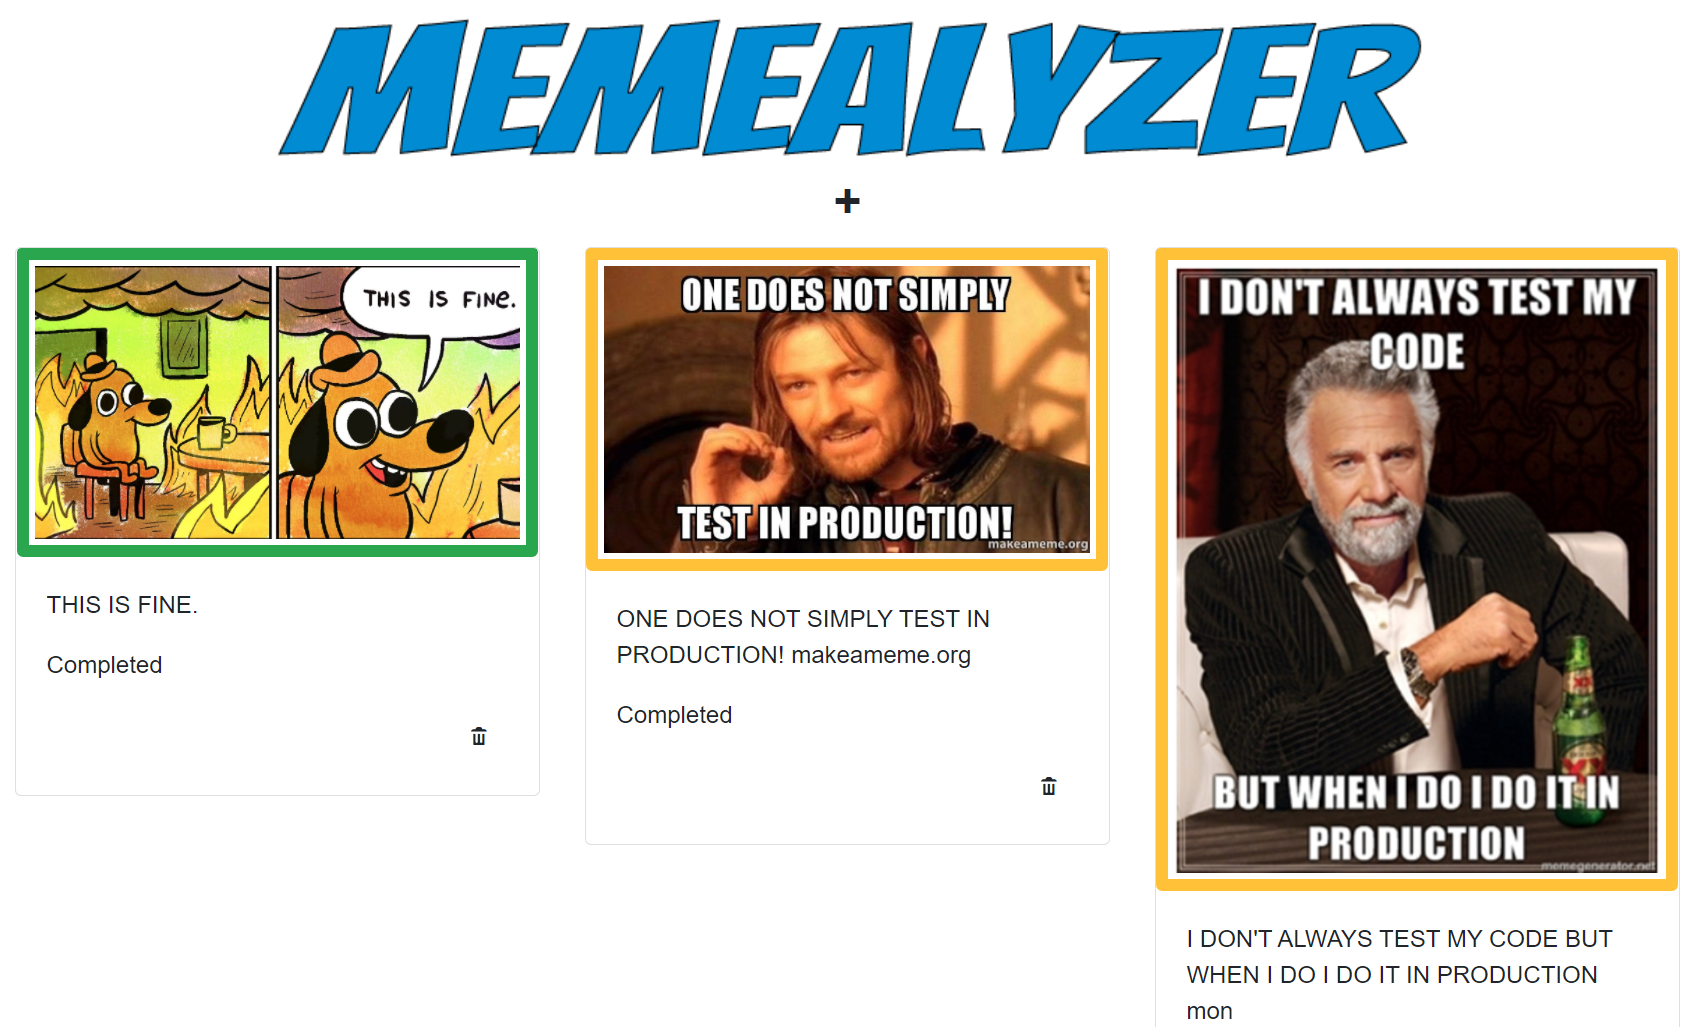 MEMEALYZER
+
THIS IS FINE.
THIS IS FINE.
Completed
ONE DOES NOT SIMPLY
TEST IN PRODUCTION!
makeameme.org
ONE DOES NOT SIMPLY TEST IN
PRODUCTION! makeameme.org
Completed
I DON'T ALWAYS TEST MY
CODE
XX
BUT WHEN I DO I DO IT IN
PRODUCTION
memegenerator.net
I DON'T ALWAYS TEST MY CODE BUT
WHEN I DO I DO IT IN PRODUCTION
mon